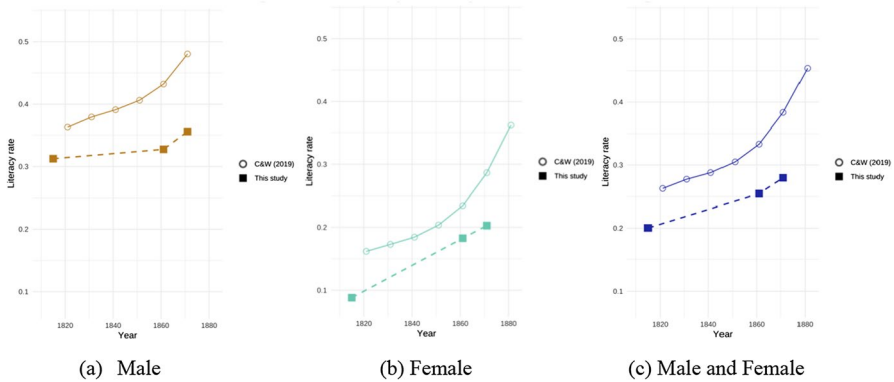 0.5
0.4
0.3
0.2
0.1
Literacy rate
1820 1840 1860 1880
Year
C&W (2019)
This study
(a) Male
0.5
0.4
0.3
0.2
0.1
Literacy rate
1820 1840 1860 1880
Year
C&W (2019)
This study
(b) Female
0.5
0.4
0.3
0.2
0.1
Literacy rate
1820 1840 1860 1880
Year
C&W (2019)
This study
(c) Male and Female